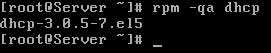 [root@Server ~]# rpm -qa dhcp
dhcp-3.0.5-7.el5
[root@Server ~]# _